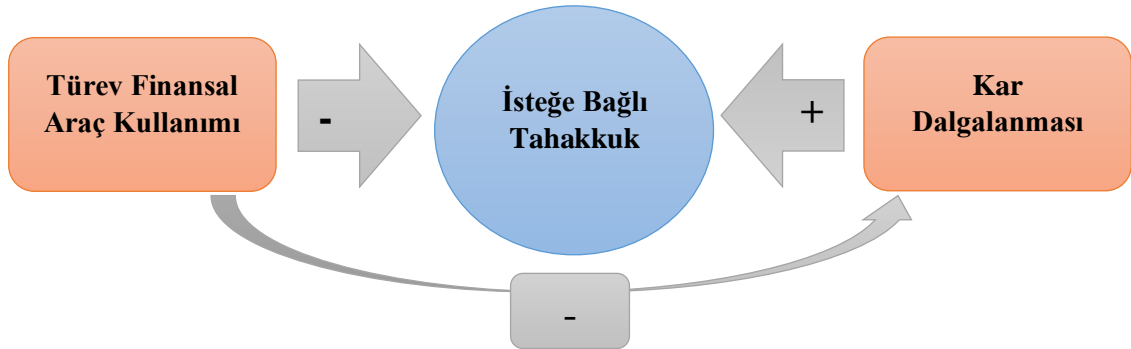 Türev Finansal
Araç Kullanımı
-
İsteğe Bağlı
Tahakkuk
+
Kar
Dalgalanması
-